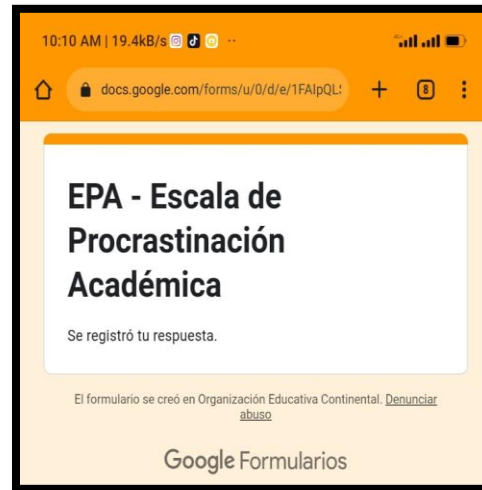 10:10 AM | 19.4kB/s ··
docs.google.com/forms/u/0/d/e/1FAIpQL
8
EPA - Escala de
Procrastinación
Académica
Se registró tu respuesta.
El formulario se creó en Organización Educativa Continental. Denunciar
abuso
Google Formularios